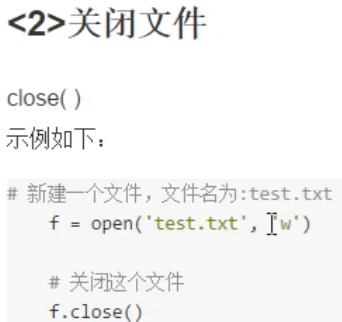 <2>关闭文件
close( )
示例如下：
# 新建一个文件，文件名为:test.txt
f = open('test.txt', 'w')
# 关闭这个文件
f.close()